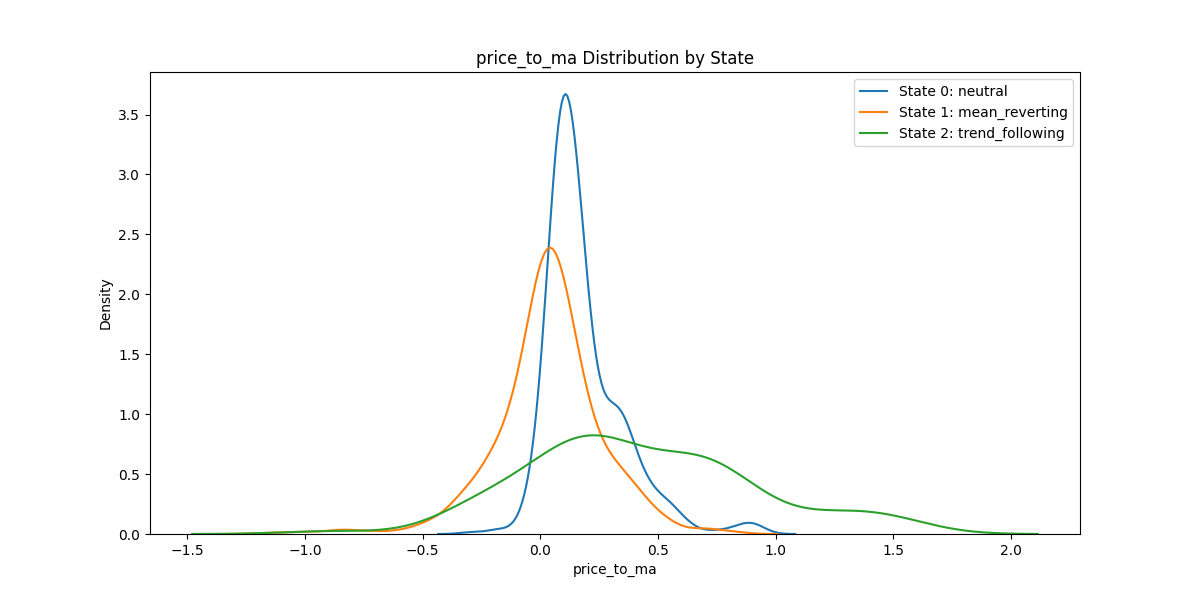 price_to_ma Distribution by State
State 0: neutral
State 1: mean_reverting
State 2: trend_following
Density
3.5
3.0
2.5
2.0
1.5
1.0
0.5
0.0
−1.5 −1.0 −0.5 0.0 0.5 1.0 1.5 2.0
price_to_ma